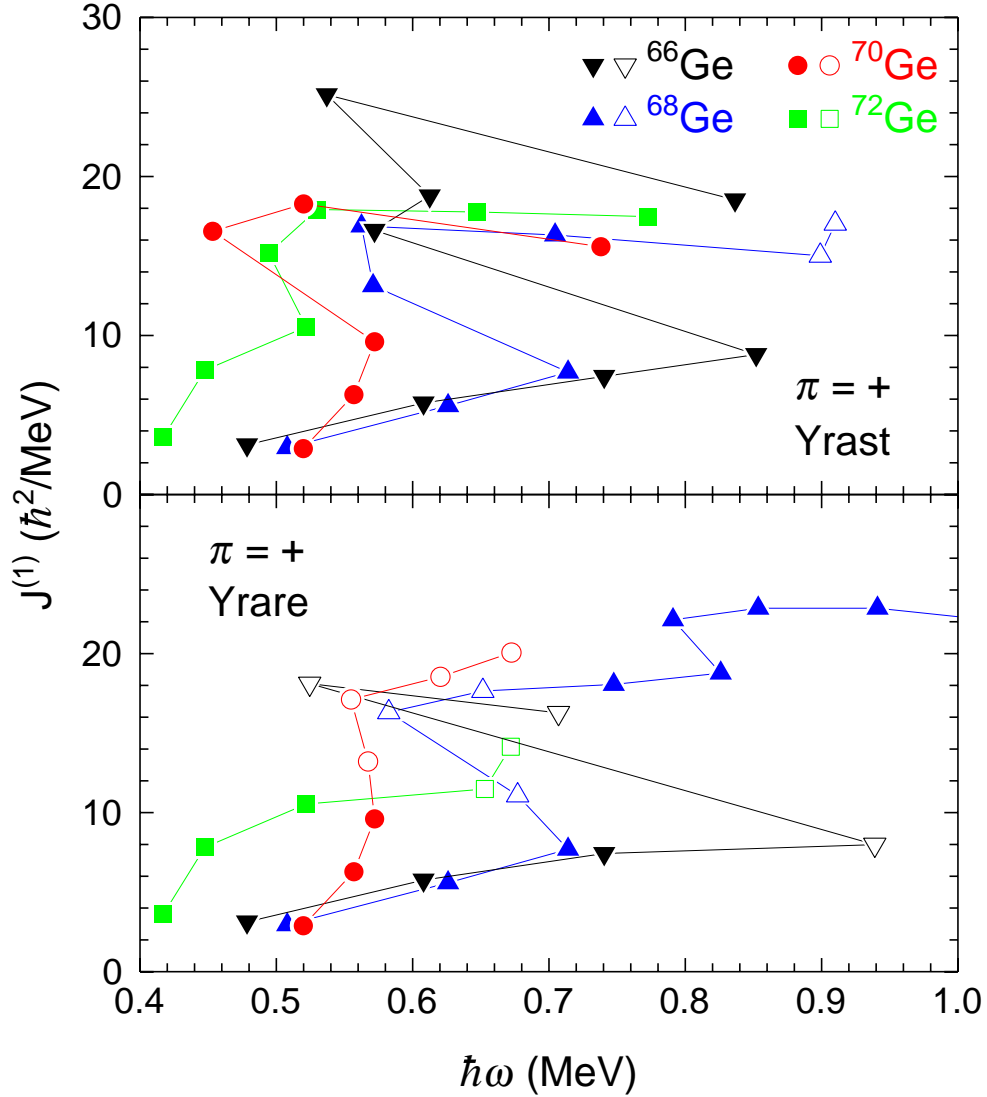 30
20
10
0
⁶⁶Ge
⁷⁰Ge
⁶⁸Ge
⁷²Ge
π = +
Yrast
J⁽¹⁾ (ℏ²/MeV)
π = +
Yrare
20
10
0
0.4 0.5 0.6 0.7 0.8 0.9 1.0
ℏω (MeV)